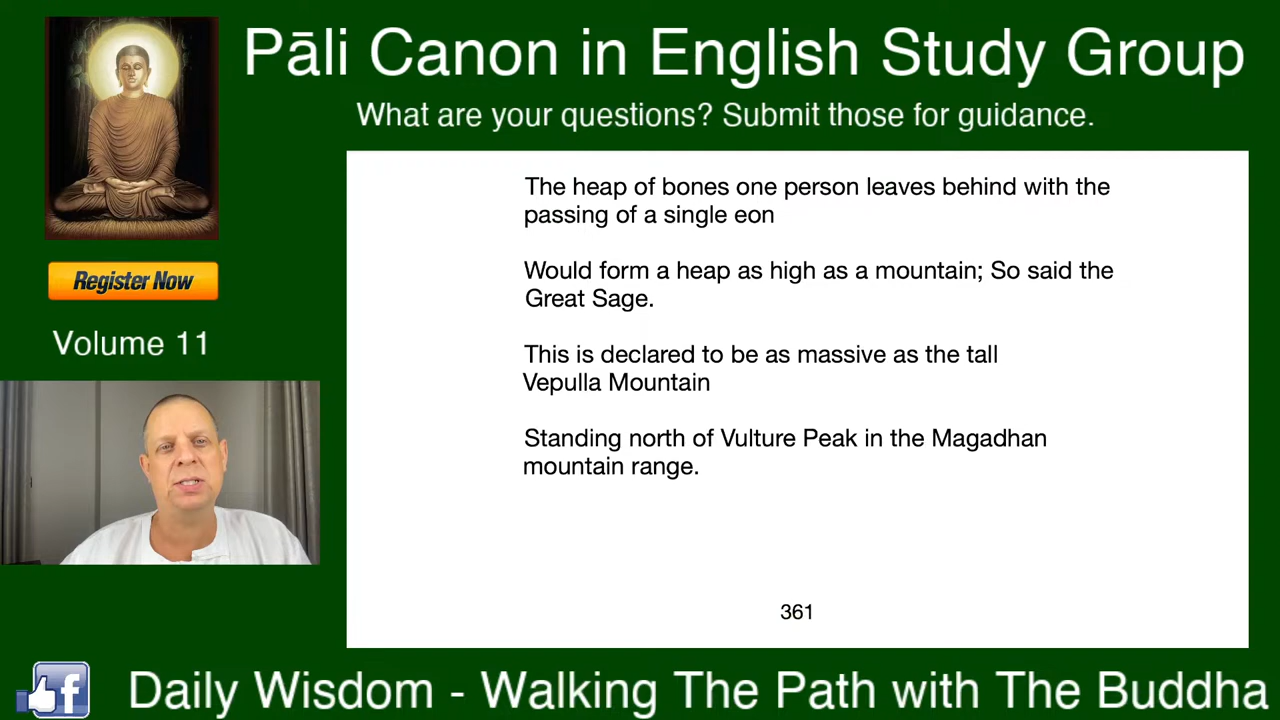 Pāli Canon in English Study Group
What are your questions? Submit those for guidance.
Register Now
Volume 11
The heap of bones one person leaves behind with the
passing of a single eon
Would form a heap as high as a mountain; So said the
Great Sage.
This is declared to be as massive as the tall
Vepulla Mountain
Standing north of Vulture Peak in the Magadhan
mountain range.
361
f
Daily Wisdom - Walking The Path with The Buddha